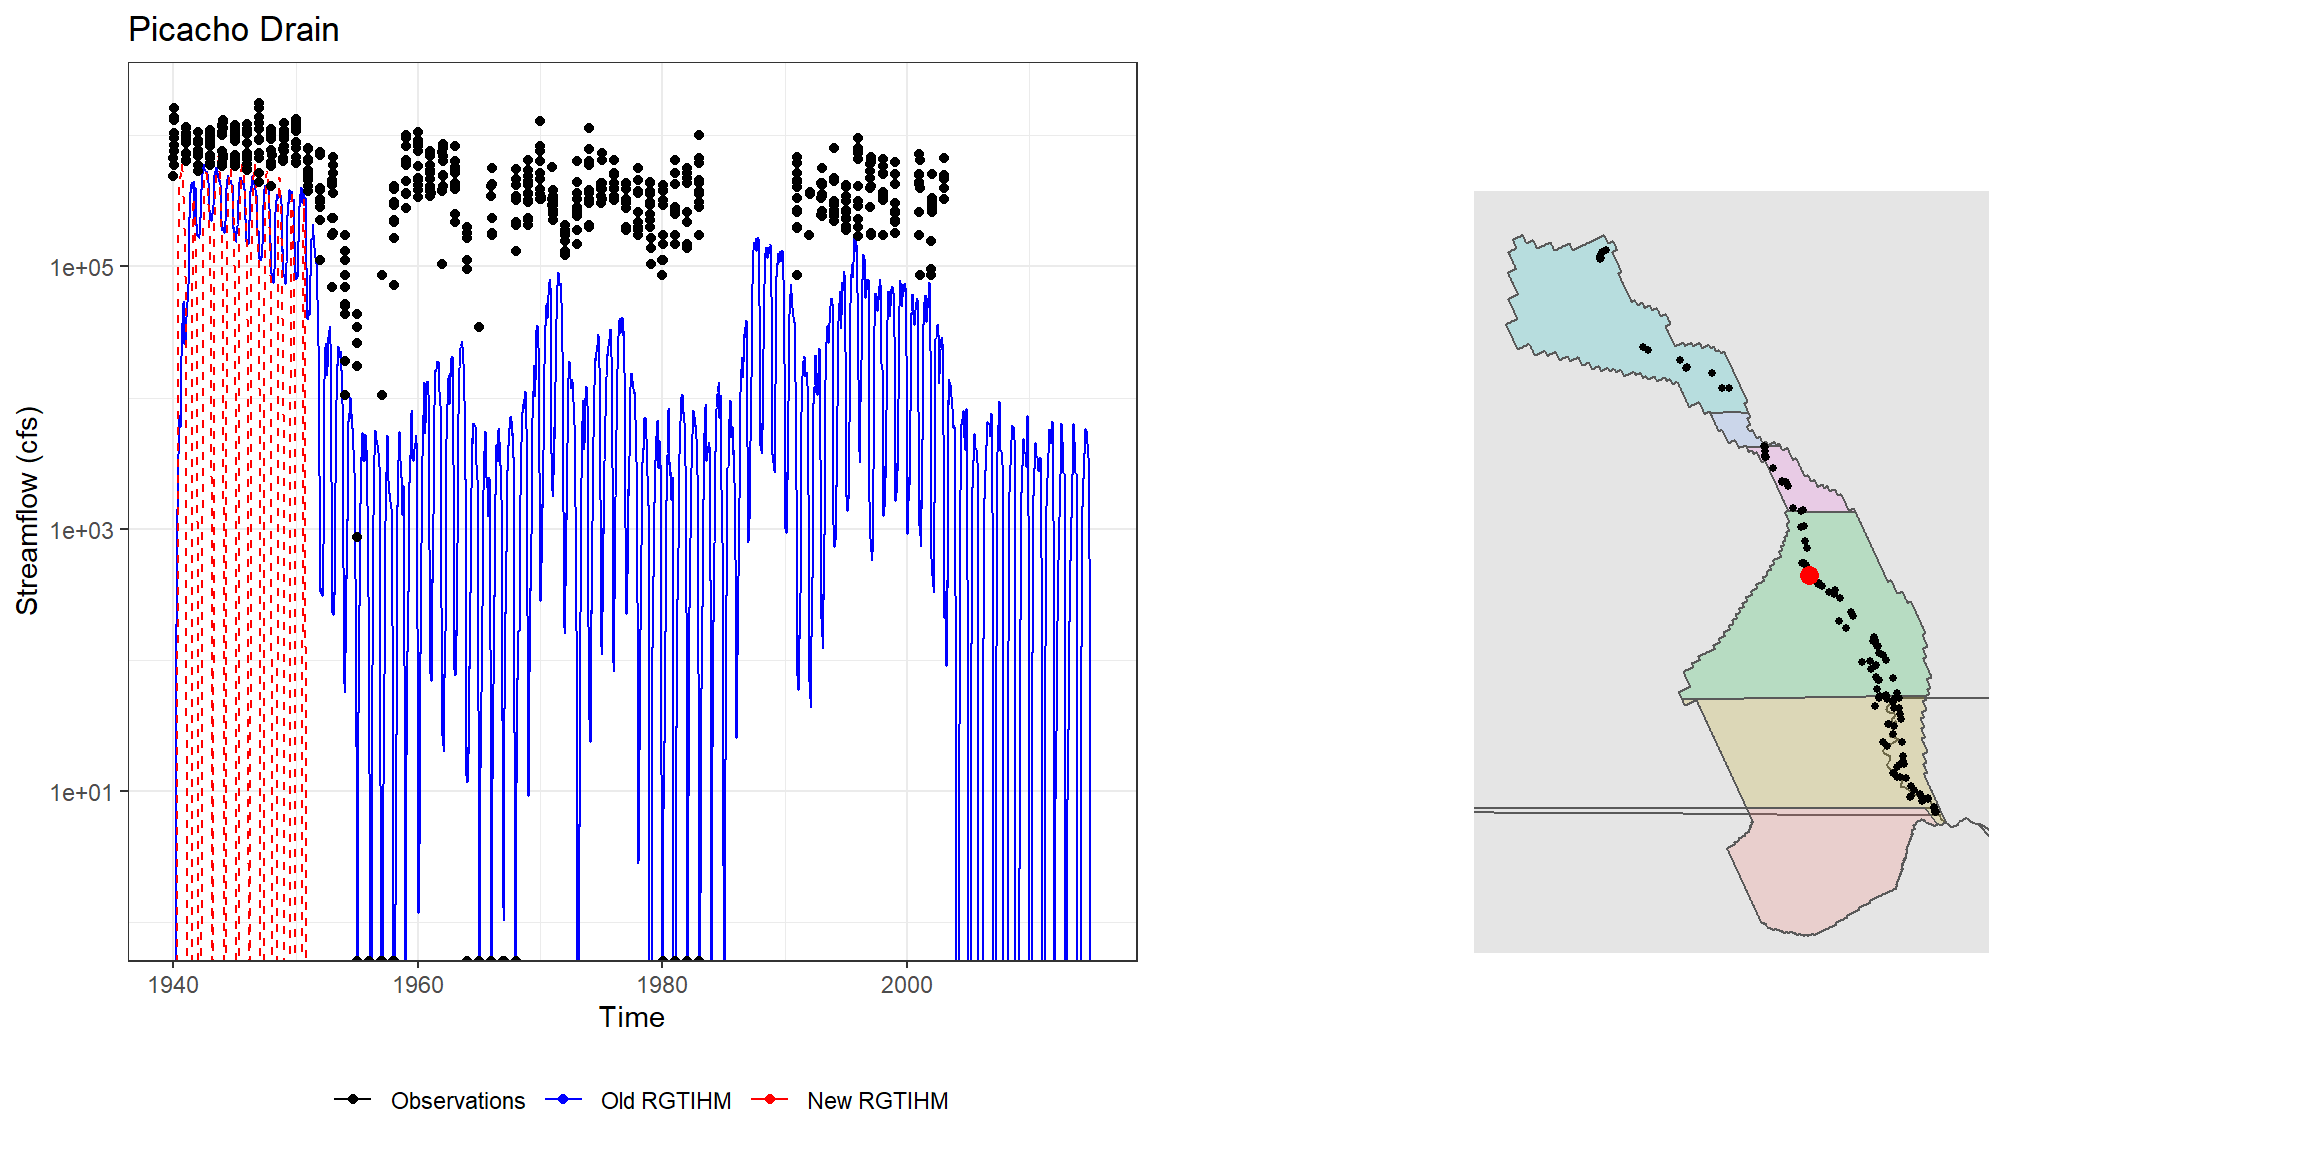 Picacho Drain
Streamflow (cfs)
1e+05
1e+03
1e+01
1940 1960 1980 2000
Time
Observations Old RGTIHM New RGTIHM